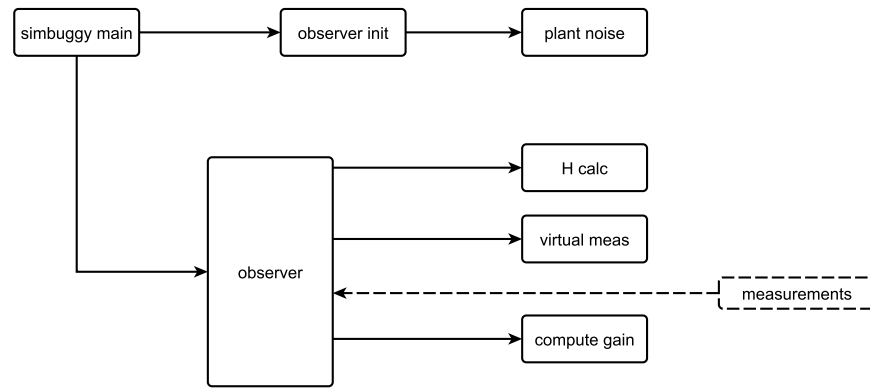 simbuggy main
observer init
plant noise
H calc
virtual meas
observer
measurements
compute gain